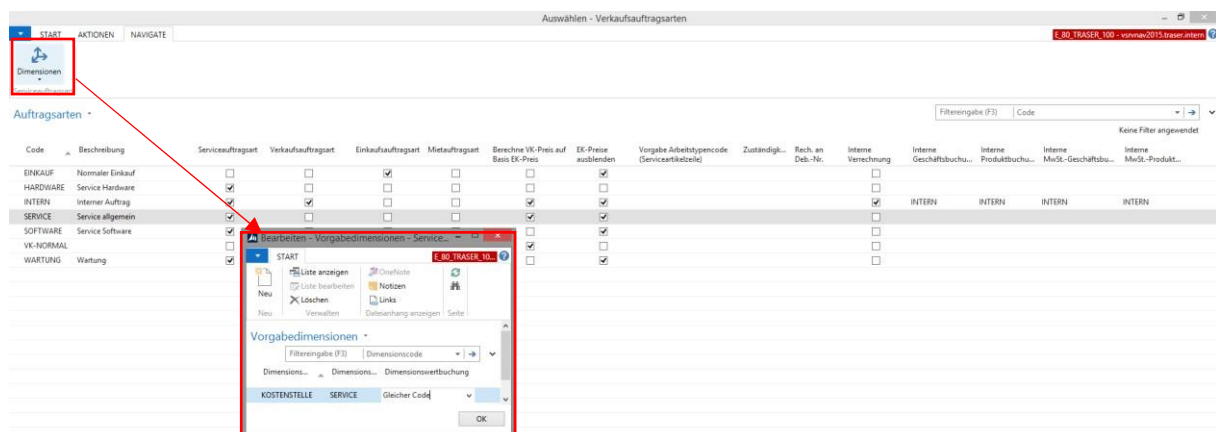 Auswählen - Verkaufsauftragsarten
START AKTIONEN NAVIGATE
E_80_TRASER_100 - vsrvnav2015.traser.intern
Dimensionen
Serviceauftragsart
Auftragsarten
Filtereingabe (F3) Code
Keine Filter angewendet
Code Beschreibung Serviceauftragsart Verkaufsauftragsart Einkaufsauftragsart Mietauftragsart Berechne VK-Preis auf Basis EK-Preis EK-Preise ausblenden Vorgabe Arbeitstypencode (Serviceartikelzeile) Zuständigk... Rech. an Deb.-Nr. Interne Verrechnung Interne Geschäftsbuchu... Interne Produktbuchu... Interne MwSt.-Geschäftsbu... Interne MwSt.-Produkt...
EINKAUF Normaler Einkauf
HARDWARE Service Hardware
INTERN Interner Auftrag INTERN INTERN INTERN INTERN
SERVICE Service allgemein
SOFTWARE Service Software
VK-NORMAL
WARTUNG Wartung
Bearbeiten - Vorgabedimensionen - Service...
START E_80_TRASER_10...
Neu
Liste anzeigen
Liste bearbeiten
Löschen
OneNote
Notizen
Links
Neu Verwalten Dateianhang anzeigen Seite
Vorgabedimensionen
Filtereingabe (F3) Dimensionscode
Dimensions... Dimensions... Dimensionswertbuchung
KOSTENSTELLE SERVICE Gleicher Code
OK